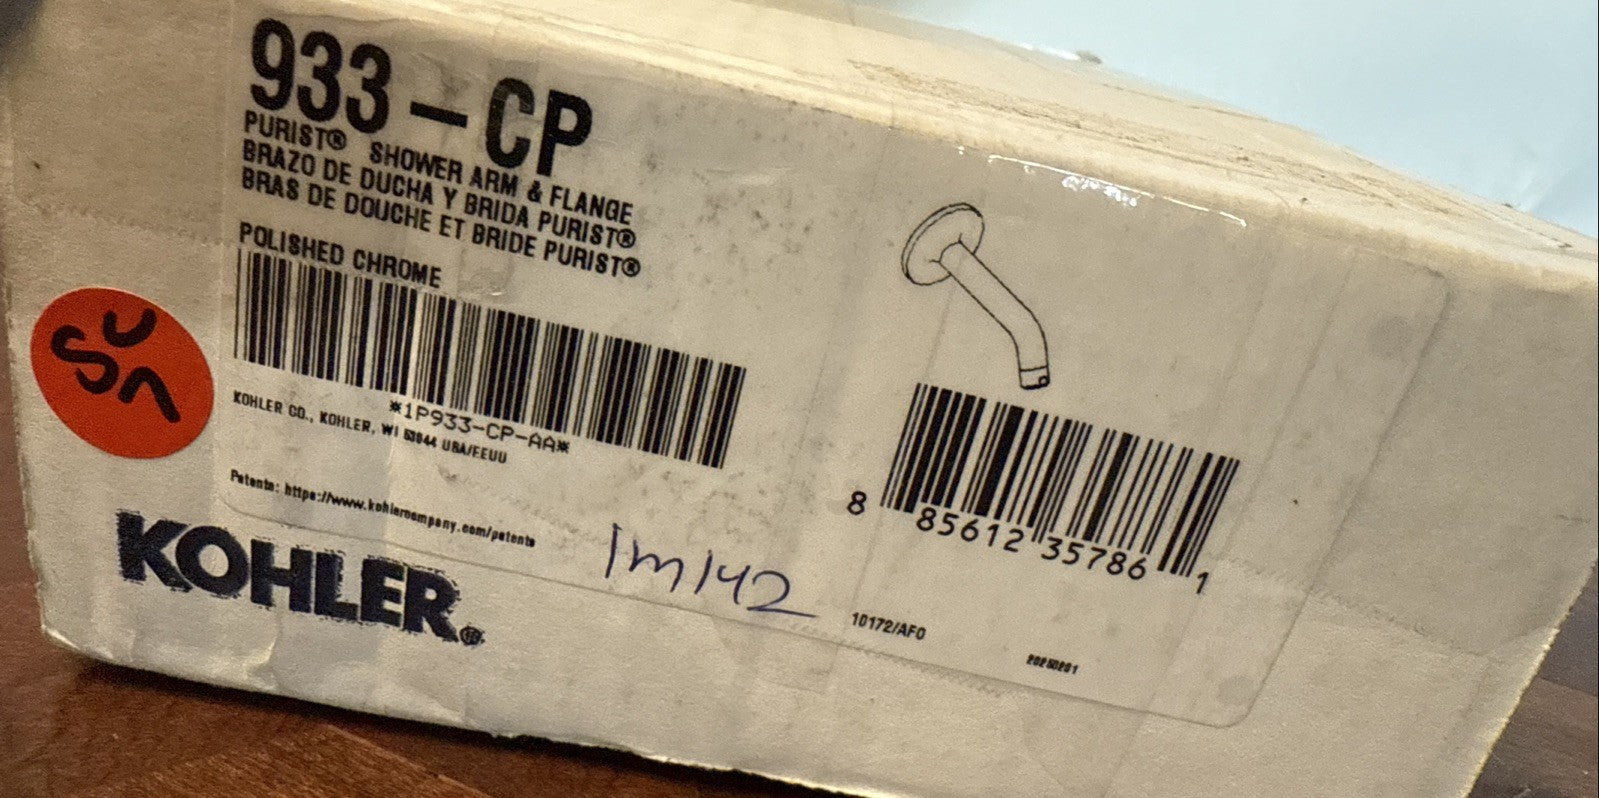 933-CP
PURIST® SHOWER ARM & FLANGE
BRAZO DE DUCHA Y BRIDA PURIST®
BRAS DE DOUCHE ET BRIDE PURIST®
POLISHED CHROME
*1P933-CP-AA*
KOHLER CO., KOHLER, WI 53044 USA/EEUU
Patents: https://www.kohlercompany.com/patents
KOHLER®
8 85612 35786 1
10172/AFO